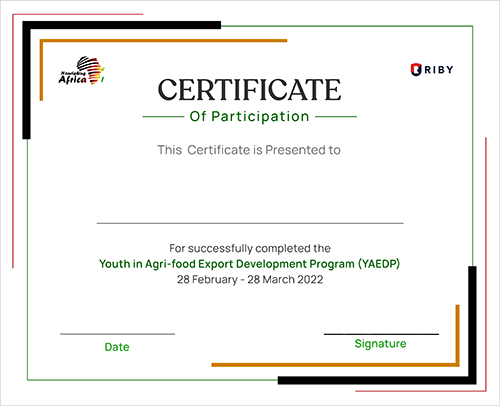 Nourishing
Africa
RIBY
CERTIFICATE
Of Participation
This Certificate is Presented to
For successfully completed the
Youth in Agri-food Export Development Program (YAEDP)
28 February - 28 March 2022
Date
Signature